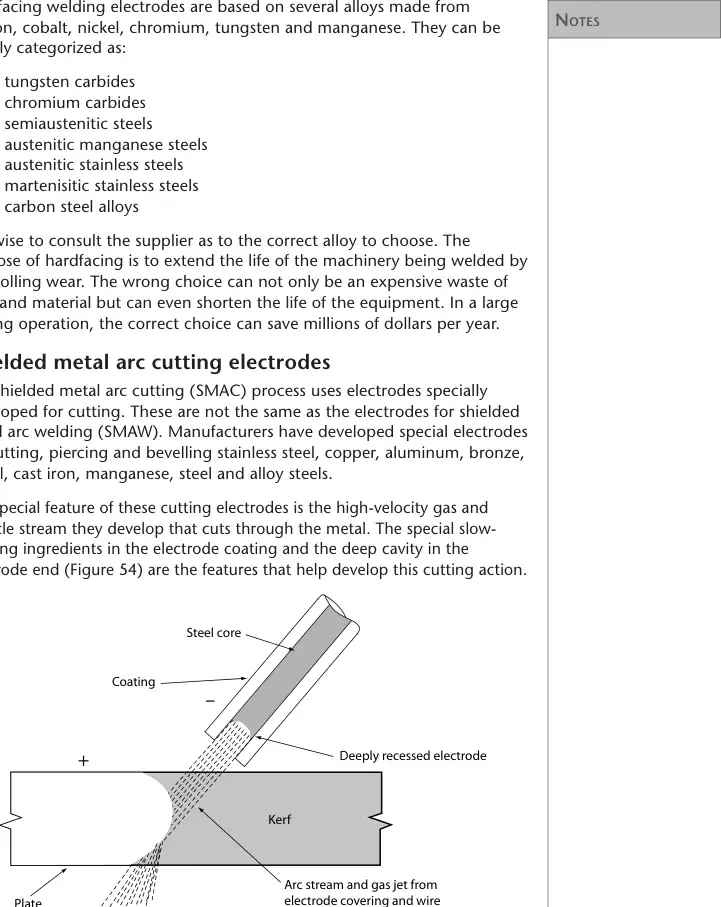 facing welding electrodes are based on several alloys made from
on, cobalt, nickel, chromium, tungsten and manganese. They can be
ly categorized as:
tungsten carbides
chromium carbides
semiaustenitic steels
austenitic manganese steels
austenitic stainless steels
martenisitic stainless steels
carbon steel alloys
wise to consult the supplier as to the correct alloy to choose. The
ose of hardfacing is to extend the life of the machinery being welded by
olling wear. The wrong choice can not only be an expensive waste of
and material but can even shorten the life of the equipment. In a large
ng operation, the correct choice can save millions of dollars per year.
elded metal arc cutting electrodes
hielded metal arc cutting (SMAC) process uses electrodes specially
oped for cutting. These are not the same as the electrodes for shielded
l arc welding (SMAW). Manufacturers have developed special electrodes
utting, piercing and bevelling stainless steel, copper, aluminum, bronze,
l, cast iron, manganese, steel and alloy steels.
pecial feature of these cutting electrodes is the high-velocity gas and
cle stream they develop that cuts through the metal. The special slow-
ng ingredients in the electrode coating and the deep cavity in the
rode end (Figure 54) are the features that help develop this cutting action.
Steel core
Coating
–
Deeply recessed electrode
+
Kerf
Arc stream and gas jet from
electrode covering and wire
Plate
NOTES